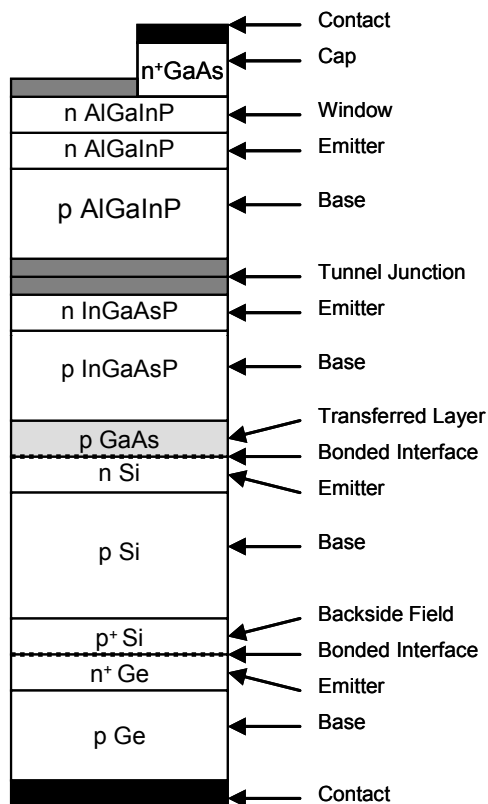 Contact
n⁺GaAs
Cap
n AlGaInP
Window
n AlGaInP
Emitter
p AlGaInP
Base
Tunnel Junction
n InGaAsP
Emitter
p InGaAsP
Base
Transferred Layer
p GaAs
Bonded Interface
n Si
Emitter
p Si
Base
Backside Field
p⁺ Si
Bonded Interface
n⁺ Ge
Emitter
p Ge
Base
Contact